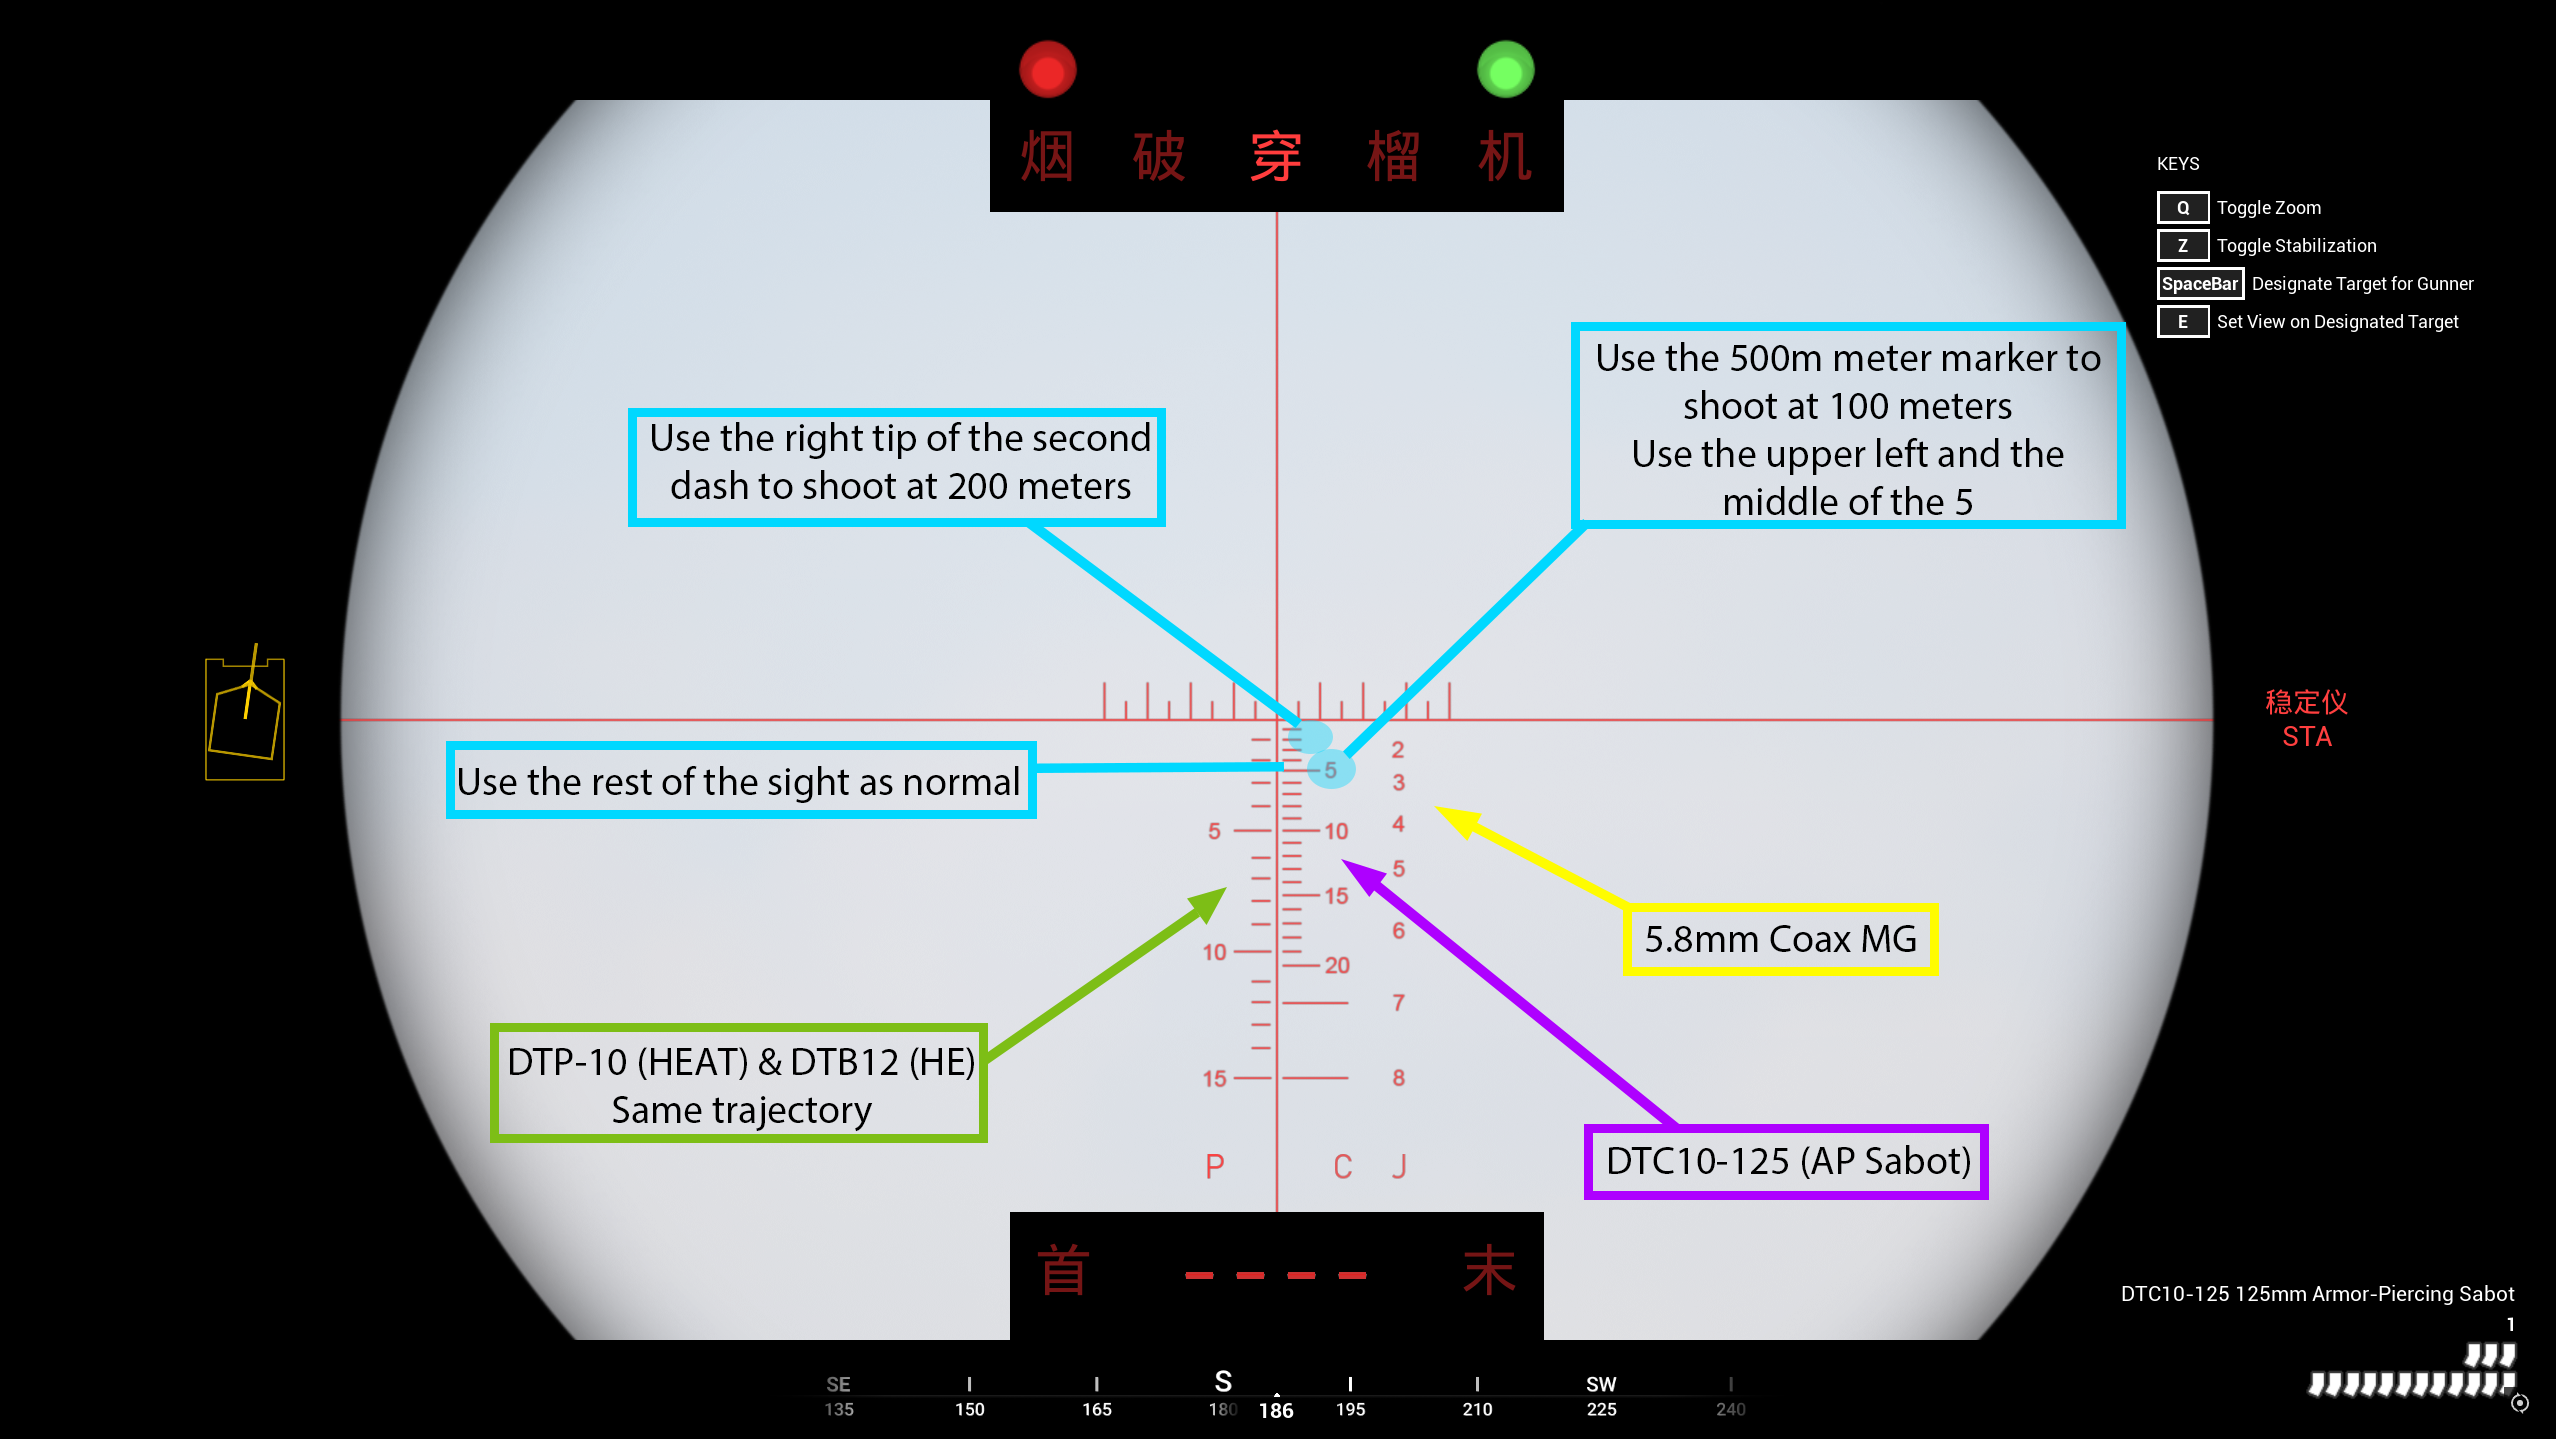 烟 破 穿 榴 机
KEYS
Q Toggle Zoom
Z Toggle Stabilization
SpaceBar Designate Target for Gunner
E Set View on Designated Target
Use the 500m meter marker to
shoot at 100 meters
Use the upper left and the
middle of the 5
Use the right tip of the second
dash to shoot at 200 meters
稳定仪
STA
Use the rest of the sight as normal
5 2
3
5 10 4
5
15
6
10 20
7
15 8
5.8mm Coax MG
DTP-10 (HEAT) & DTB12 (HE)
Same trajectory
DTC10-125 (AP Sabot)
P C J
首 - - - - 末
DTC10-125 125mm Armor-Piercing Sabot
1
SE S SW
135 150 165 180 186 195 210 225 240